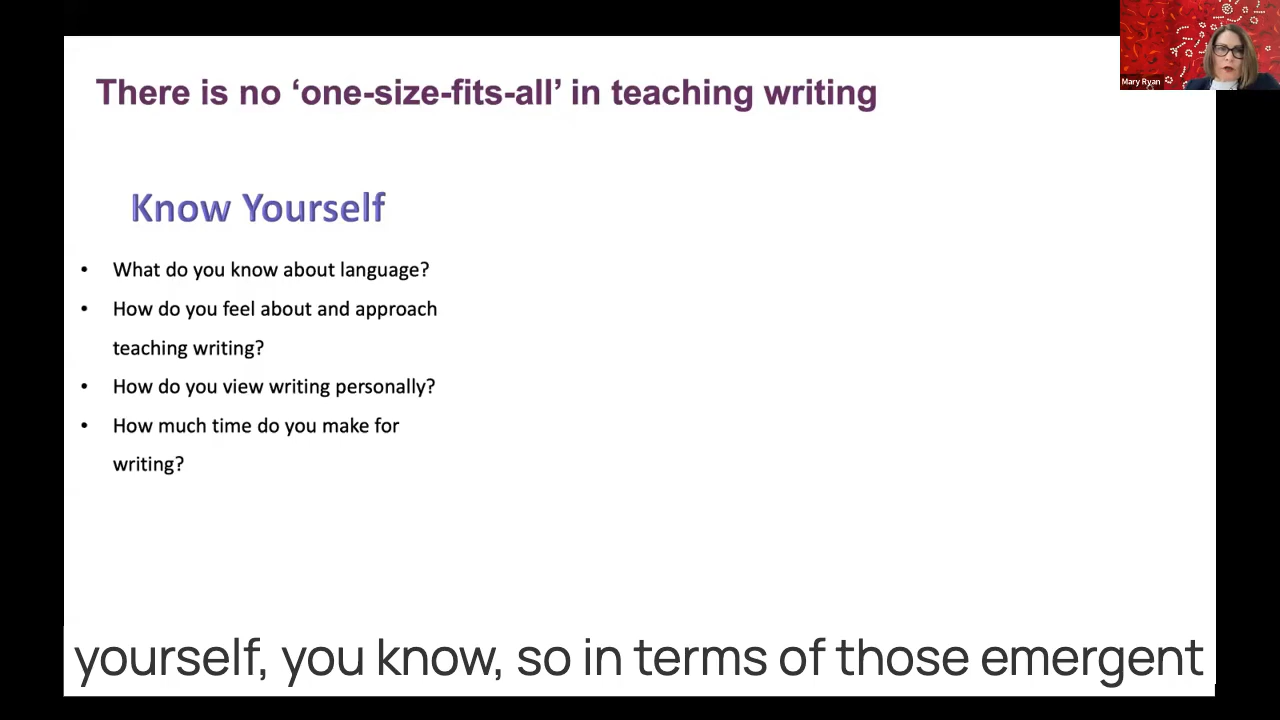 There is no ‘one-size-fits-all’ in teaching writing
Mary Ryan
Know Yourself
• What do you know about language?
• How do you feel about and approach
teaching writing?
• How do you view writing personally?
• How much time do you make for
writing?
yourself, you know, so in terms of those emergent